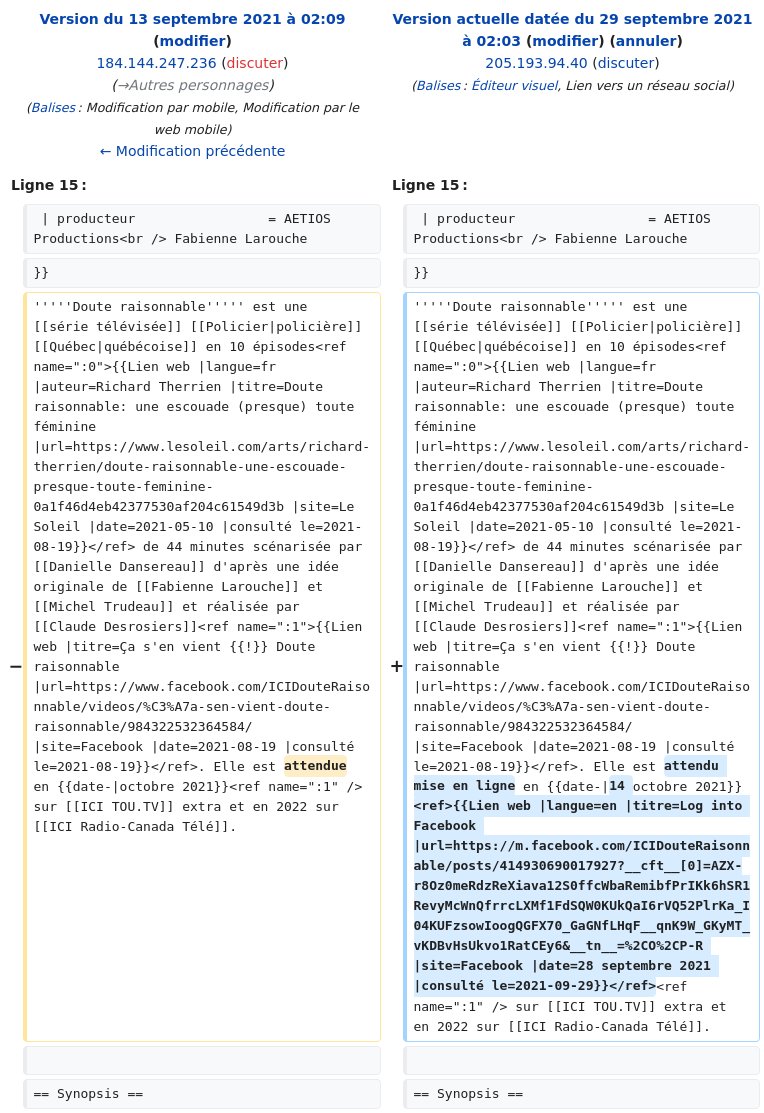 Version du 13 septembre 2021 à 02:09
(modifier)
184.144.247.236 (discuter)
(→Autres personnages)
(Balises : Modification par mobile, Modification par le
web mobile)
← Modification précédente
Version actuelle datée du 29 septembre 2021
à 02:03 (modifier) (annuler)
205.193.94.40 (discuter)
(Balises : Éditeur visuel, Lien vers un réseau social)
Ligne 15 :
| producteur                 = AETIOS
Productions<br /> Fabienne Larouche
}}
−
'''''Doute raisonnable''''' est une
[[série télévisée]] [[Policier|policière]]
[[Québec|québécoise]] en 10 épisodes<ref
name=":0">{{Lien web |langue=fr
|auteur=Richard Therrien |titre=Doute
raisonnable: une escouade (presque) toute
féminine
|url=https://www.lesoleil.com/arts/richard-
therrien/doute-raisonnable-une-escouade-
presque-toute-feminine-
0a1f46d4eb42377530af204c61549d3b |site=Le
Soleil |date=2021-05-10 |consulté le=2021-
08-19}}</ref> de 44 minutes scénarisée par
[[Danielle Dansereau]] d'après une idée
originale de [[Fabienne Larouche]] et
[[Michel Trudeau]] et réalisée par
[[Claude Desrosiers]]<ref name=":1">{{Lien
web |titre=Ça s'en vient {{!}} Doute
raisonnable
|url=https://www.facebook.com/ICIDouteRaiso
nnable/videos/%C3%A7a-sen-vient-doute-
raisonnable/984322532364584/
|site=Facebook |date=2021-08-19 |consulté
le=2021-08-19}}</ref>. Elle est attendue
en {{date-|octobre 2021}}<ref name=":1" />
sur [[ICI TOU.TV]] extra et en 2022 sur
[[ICI Radio-Canada Télé]].
== Synopsis ==
Ligne 15 :
| producteur                 = AETIOS
Productions<br /> Fabienne Larouche
}}
+
'''''Doute raisonnable''''' est une
[[série télévisée]] [[Policier|policière]]
[[Québec|québécoise]] en 10 épisodes<ref
name=":0">{{Lien web |langue=fr
|auteur=Richard Therrien |titre=Doute
raisonnable: une escouade (presque) toute
féminine
|url=https://www.lesoleil.com/arts/richard-
therrien/doute-raisonnable-une-escouade-
presque-toute-feminine-
0a1f46d4eb42377530af204c61549d3b |site=Le
Soleil |date=2021-05-10 |consulté le=2021-
08-19}}</ref> de 44 minutes scénarisée par
[[Danielle Dansereau]] d'après une idée
originale de [[Fabienne Larouche]] et
[[Michel Trudeau]] et réalisée par
[[Claude Desrosiers]]<ref name=":1">{{Lien
web |titre=Ça s'en vient {{!}} Doute
raisonnable
|url=https://www.facebook.com/ICIDouteRaiso
nnable/videos/%C3%A7a-sen-vient-doute-
raisonnable/984322532364584/
|site=Facebook |date=2021-08-19 |consulté
le=2021-08-19}}</ref>. Elle est attendu
mise en ligne en {{date-|14 octobre 2021}}
<ref>{{Lien web |langue=en |titre=Log into
Facebook
|url=https://m.facebook.com/ICIDouteRaisonn
able/posts/414930690017927?__cft__[0]=AZX-
r8Oz0meRdzReXiava12S0ffcWbaRemibfPrIKk6hSR1
RevyMcWnQfrrcLXMf1FdSQW0KUkQaI6rVQ52PlrKa_I
04KUFzsowIoogQGFX70_GaGNfLHqF__qnK9W_GKyMT_
vKDBvHsUkvo1RatCEy6&__tn__=%2CO%2CP-R
|site=Facebook |date=28 septembre 2021
|consulté le=2021-09-29}}</ref><ref
name=":1" /> sur [[ICI TOU.TV]] extra et
en 2022 sur [[ICI Radio-Canada Télé]].
== Synopsis ==